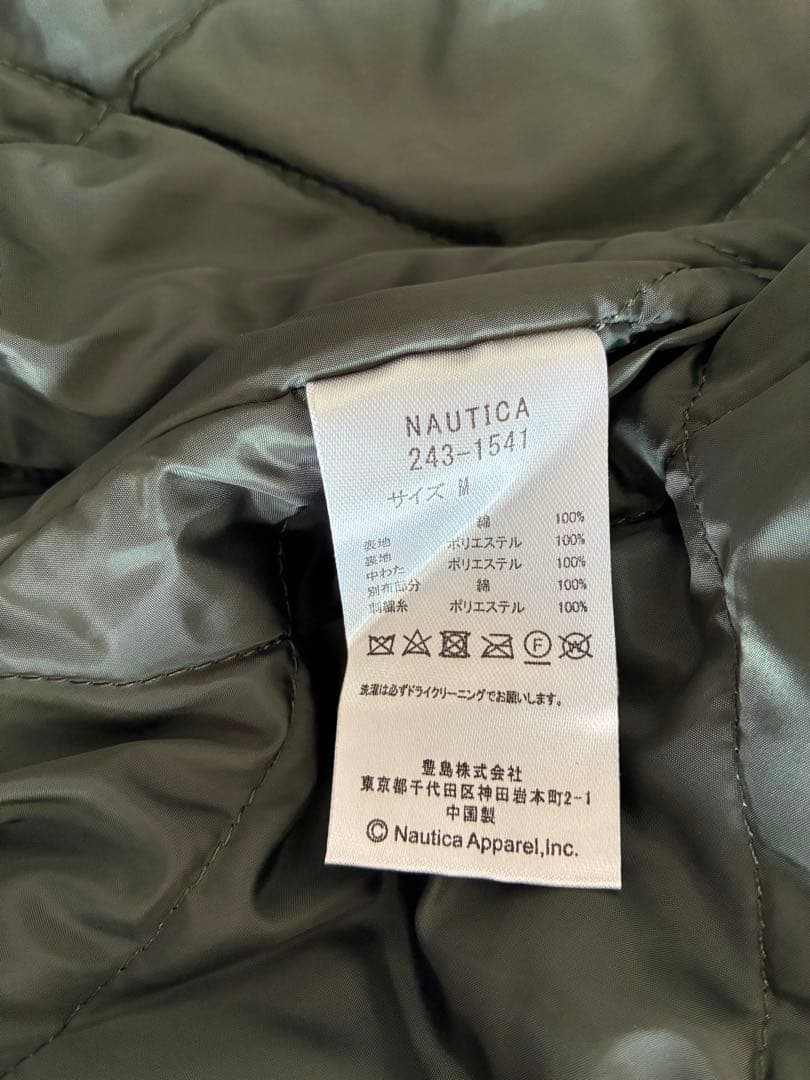 NAUTICA
243-1541
サイズ M
表地 綿 100%
裏地 ポリエステル 100%
中わた ポリエステル 100%
別布部分 綿 100%
刺繍糸 ポリエステル 100%
F W
洗濯は必ずドライクリーニングでお願いします。
豊島株式会社
東京都千代田区神田岩本町2-1
中国製
© Nautica Apparel,Inc.